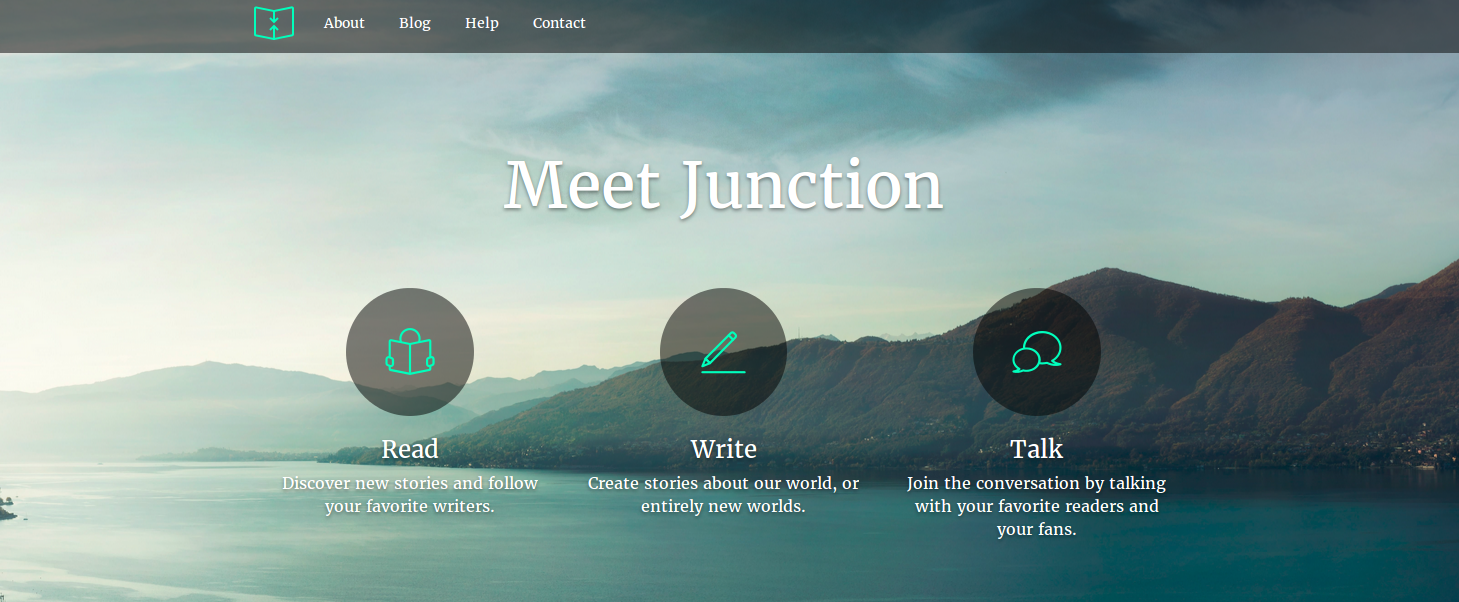 About Blog Help Contact
Meet Junction
Read
Discover new stories and follow
your favorite writers.
Write
Create stories about our world, or
entirely new worlds.
Talk
Join the conversation by talking
with your favorite readers and
your fans.